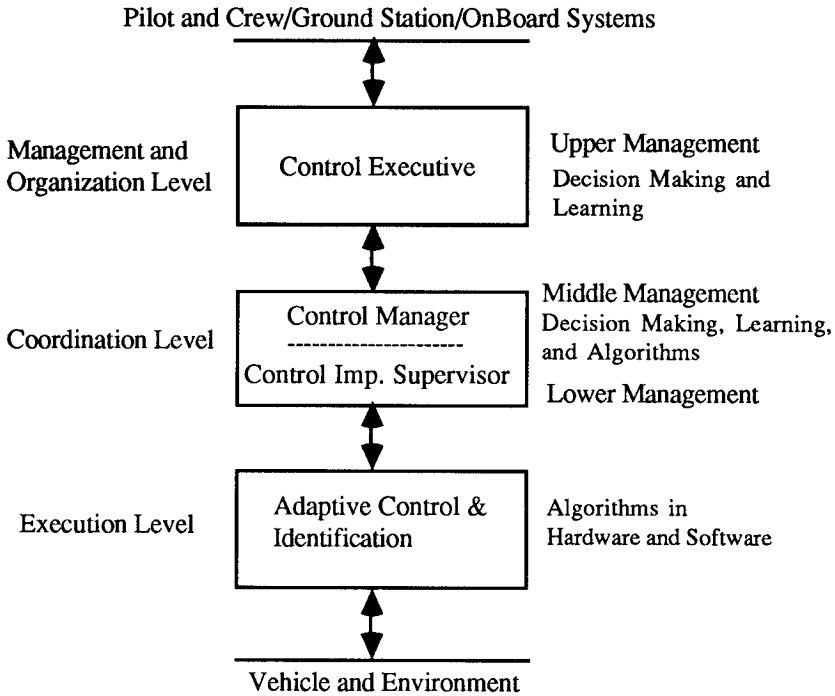 Pilot and Crew/Ground Station/OnBoard Systems
Management and
Organization Level
Control Executive
Upper Management
Decision Making and
Learning
Coordination Level
Control Manager
--------------------
Control Imp. Supervisor
Middle Management
Decision Making, Learning,
and Algorithms
Lower Management
Execution Level
Adaptive Control &
Identification
Algorithms in
Hardware and Software
Vehicle and Environment